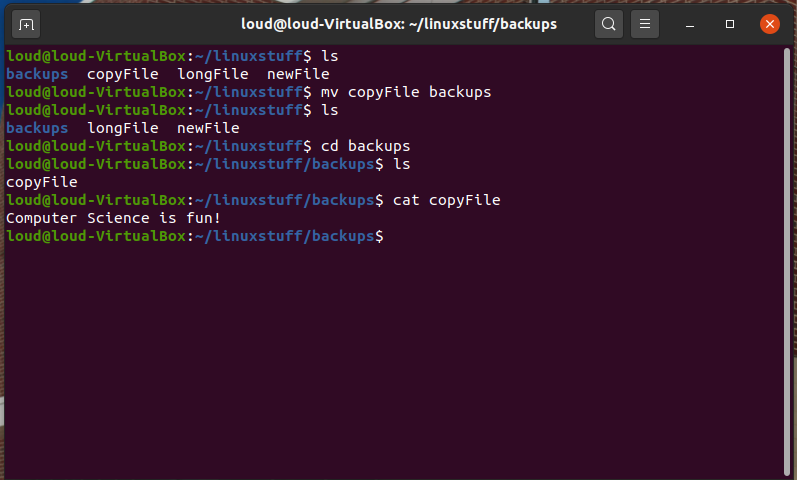 loud@loud-VirtualBox: ~/linuxstuff/backups
loud@loud-VirtualBox:~/linuxstuff$ ls
backups  copyFile  longFile  newFile
loud@loud-VirtualBox:~/linuxstuff$ mv copyFile backups
loud@loud-VirtualBox:~/linuxstuff$ ls
backups  longFile  newFile
loud@loud-VirtualBox:~/linuxstuff$ cd backups
loud@loud-VirtualBox:~/linuxstuff/backups$ ls
copyFile
loud@loud-VirtualBox:~/linuxstuff/backups$ cat copyFile
Computer Science is fun!
loud@loud-VirtualBox:~/linuxstuff/backups$